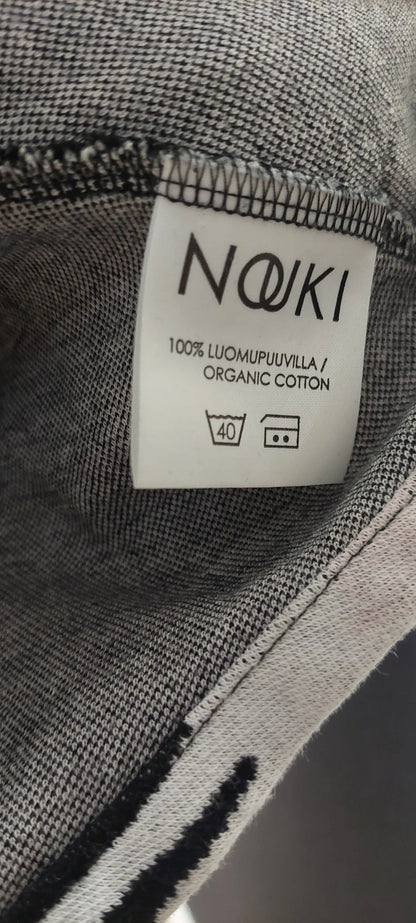 NOUKI
100% LUOMUPUUVILLA /
ORGANIC COTTON
40